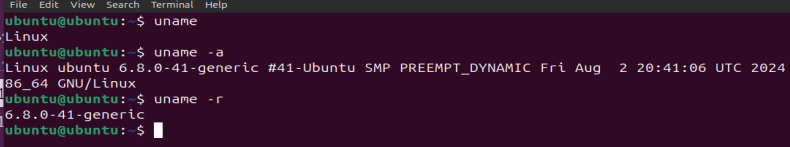 File Edit View Search Terminal Help
ubuntu@ubuntu:~$ uname
Linux
ubuntu@ubuntu:~$ uname -a
Linux ubuntu 6.8.0-41-generic #41-Ubuntu SMP PREEMPT_DYNAMIC Fri Aug  2 20:41:06 UTC 2024
86_64 GNU/Linux
ubuntu@ubuntu:~$ uname -r
6.8.0-41-generic
ubuntu@ubuntu:~$